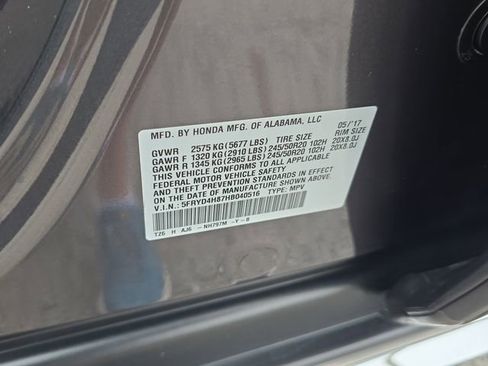 MFD. BY HONDA MFG. OF ALABAMA, LLC. 05/'17
GVWR 2575 KG (5677 LBS) TIRE SIZE RIM SIZE
GAWR F 1320 KG (2910 LBS) 245/50R20 102H 20X8.0J
GAWR R 1345 KG (2965 LBS) 245/50R20 102H 20X8.0J
THIS VEHICLE CONFORMS TO ALL APPLICABLE
FEDERAL MOTOR VEHICLE SAFETY STANDARDS IN EFFECT
ON THE DATE OF MANUFACTURE SHOWN ABOVE.
V.I.N.: 5FRYD4H87HB040516 TYPE: MPV
TZ6 H AJ6 -NH797M -Y-B